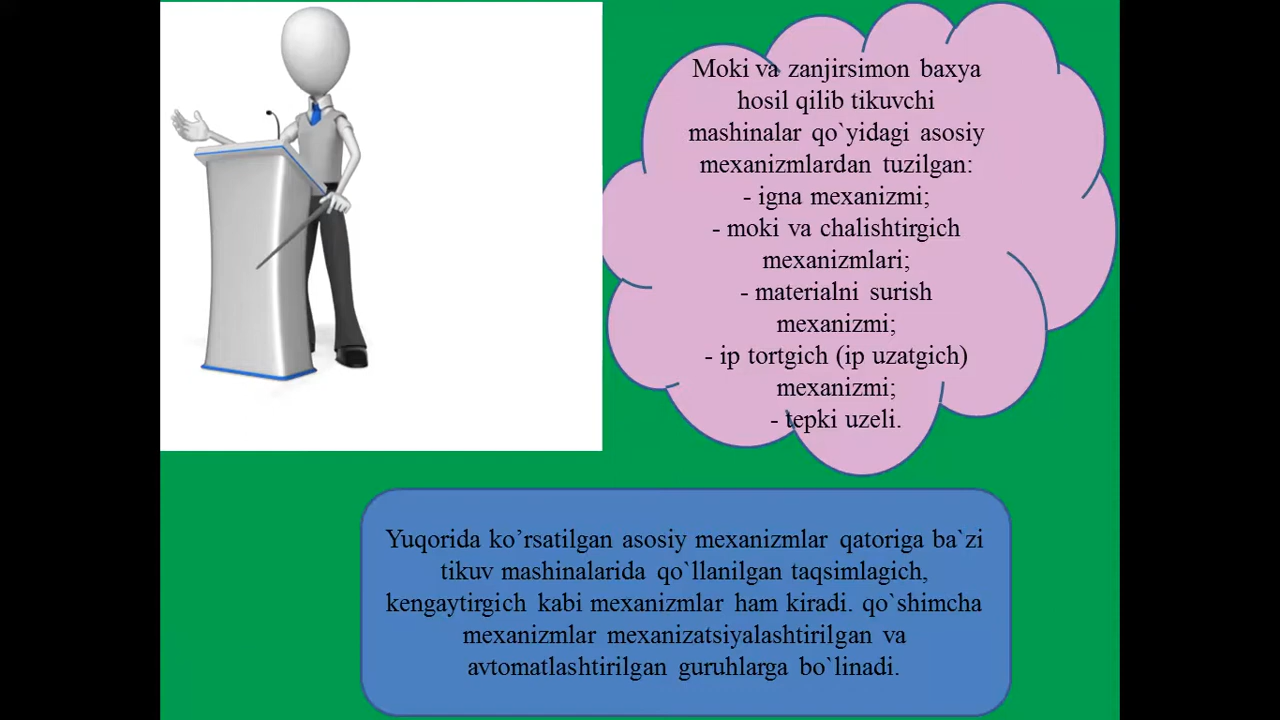 Moki va zanjirsimon baxya
hosil qilib tikuvchi
mashinalar qo`yidagi asosiy
mexanizmlardan tuzilgan:
- igna mexanizmi;
- moki va chalishtirgich
mexanizmlari;
- materialni surish
mexanizmi;
- ip tortgich (ip uzatgich)
mexanizmi;
- tepki uzeli.
Yuqorida ko’rsatilgan asosiy mexanizmlar qatoriga ba`zi
tikuv mashinalarida qo`llanilgan taqsimlagich,
kengaytirgich kabi mexanizmlar ham kiradi. qo`shimcha
mexanizmlar mexanizatsiyalashtirilgan va
avtomatlashtirilgan guruhlarga bo`linadi.